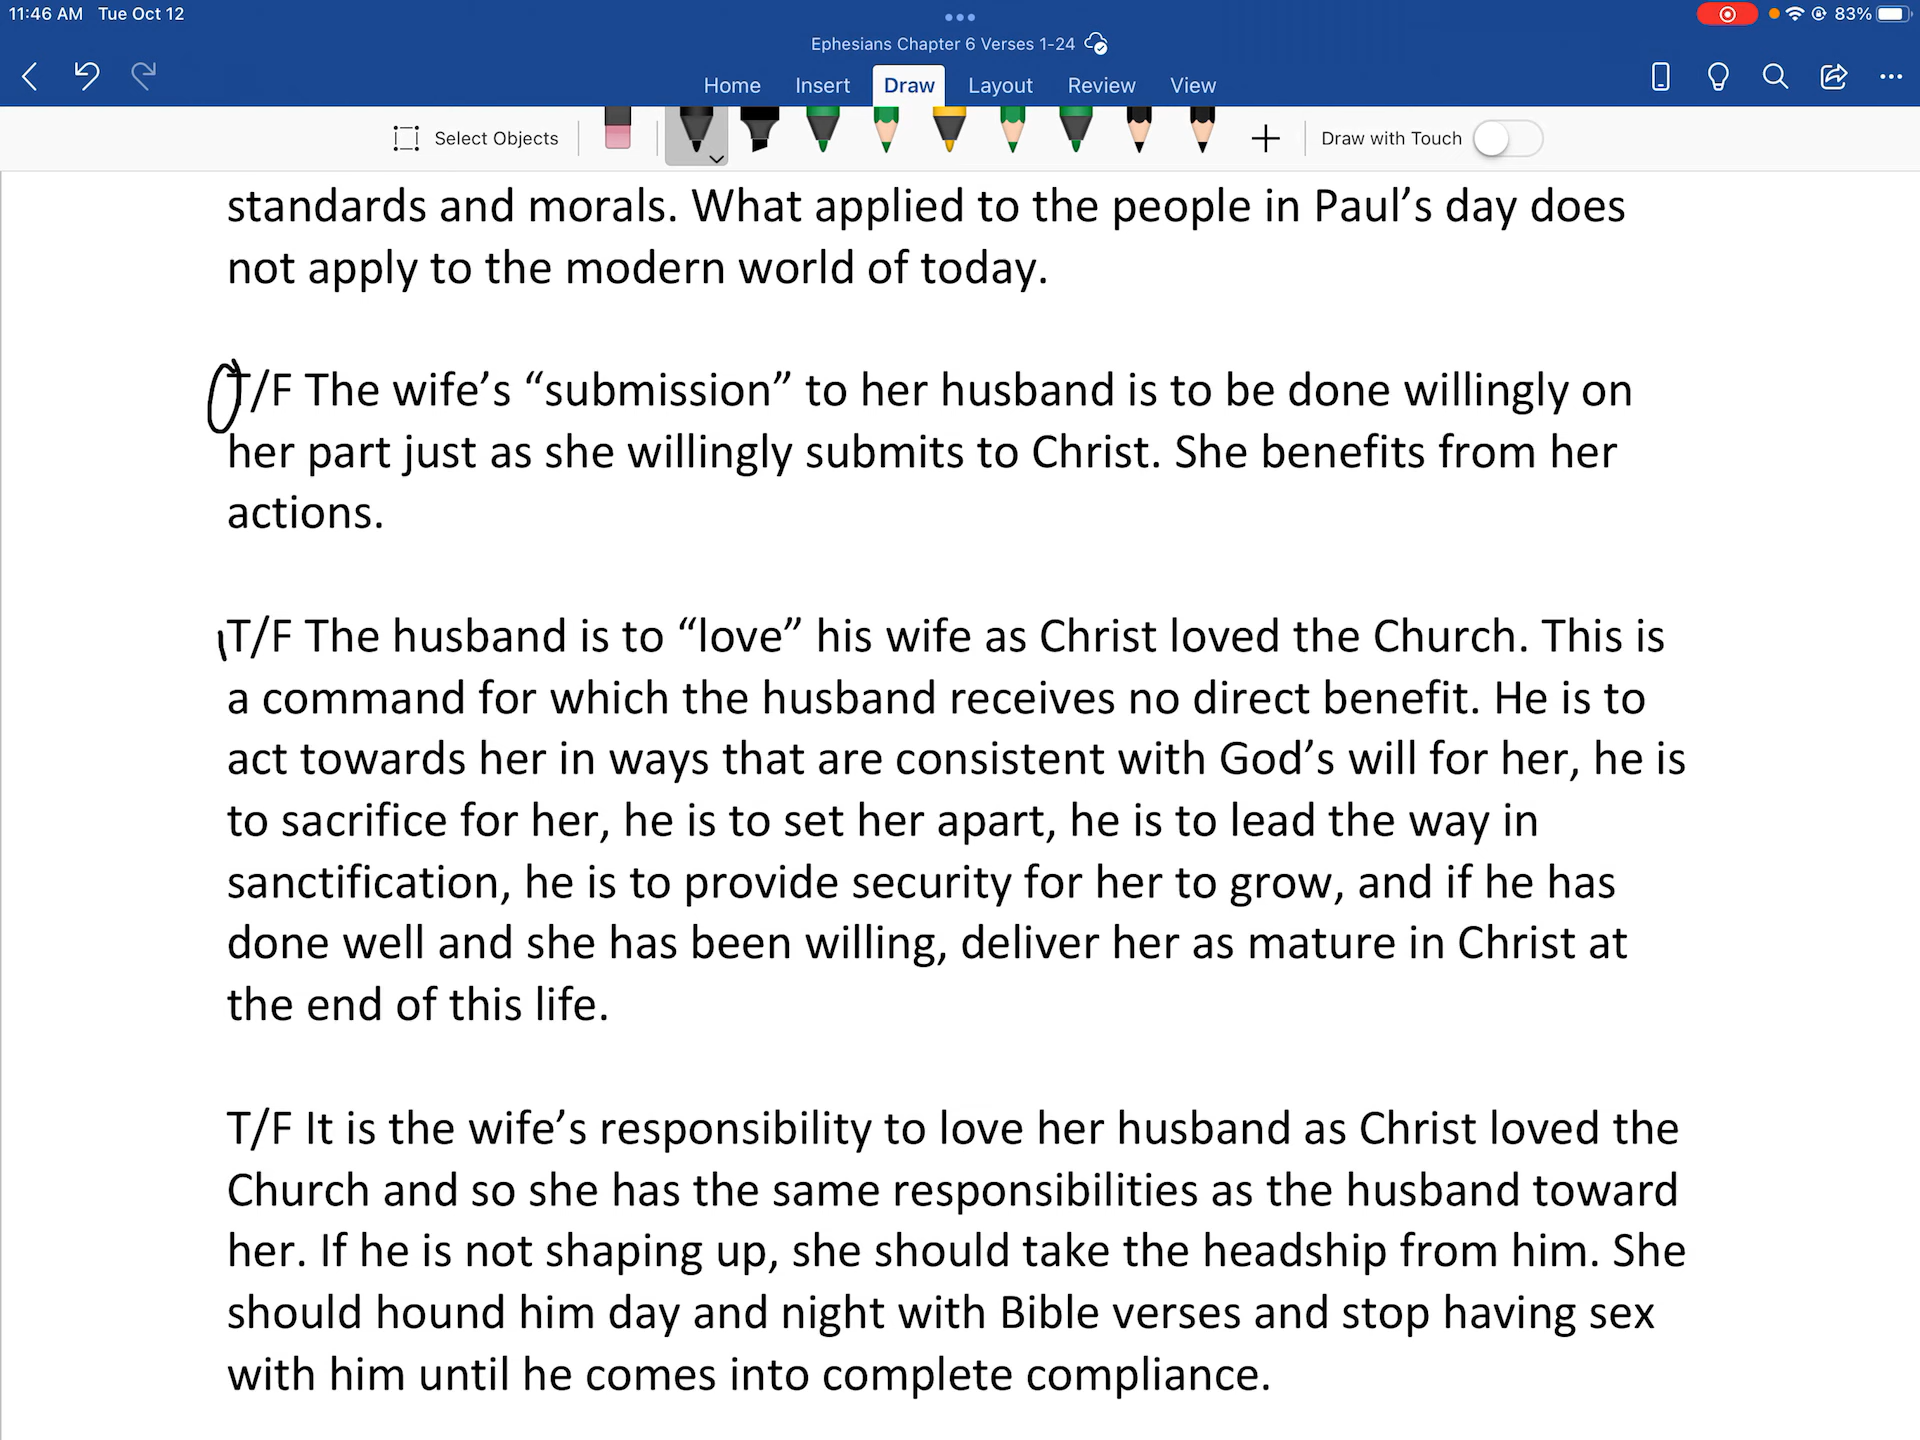 11:46 AM Tue Oct 12
83%
Ephesians Chapter 6 Verses 1-24
Home Insert Draw Layout Review View
Select Objects
Draw with Touch
standards and morals. What applied to the people in Paul’s day does
not apply to the modern world of today.
T/F The wife’s “submission” to her husband is to be done willingly on
her part just as she willingly submits to Christ. She benefits from her
actions.
T/F The husband is to “love” his wife as Christ loved the Church. This is
a command for which the husband receives no direct benefit. He is to
act towards her in ways that are consistent with God’s will for her, he is
to sacrifice for her, he is to set her apart, he is to lead the way in
sanctification, he is to provide security for her to grow, and if he has
done well and she has been willing, deliver her as mature in Christ at
the end of this life.
T/F It is the wife’s responsibility to love her husband as Christ loved the
Church and so she has the same responsibilities as the husband toward
her. If he is not shaping up, she should take the headship from him. She
should hound him day and night with Bible verses and stop having sex
with him until he comes into complete compliance.